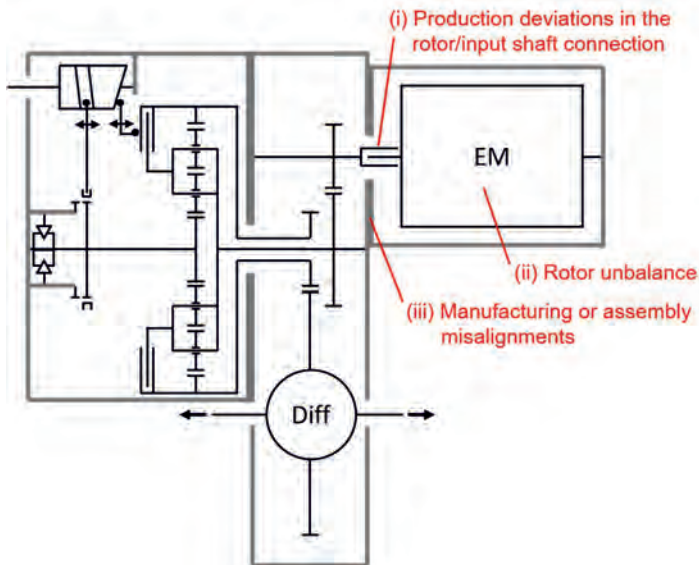 (i) Production deviations in the
rotor/input shaft connection
EM
(ii) Rotor unbalance
(iii) Manufacturing or assembly
misalignments
Diff